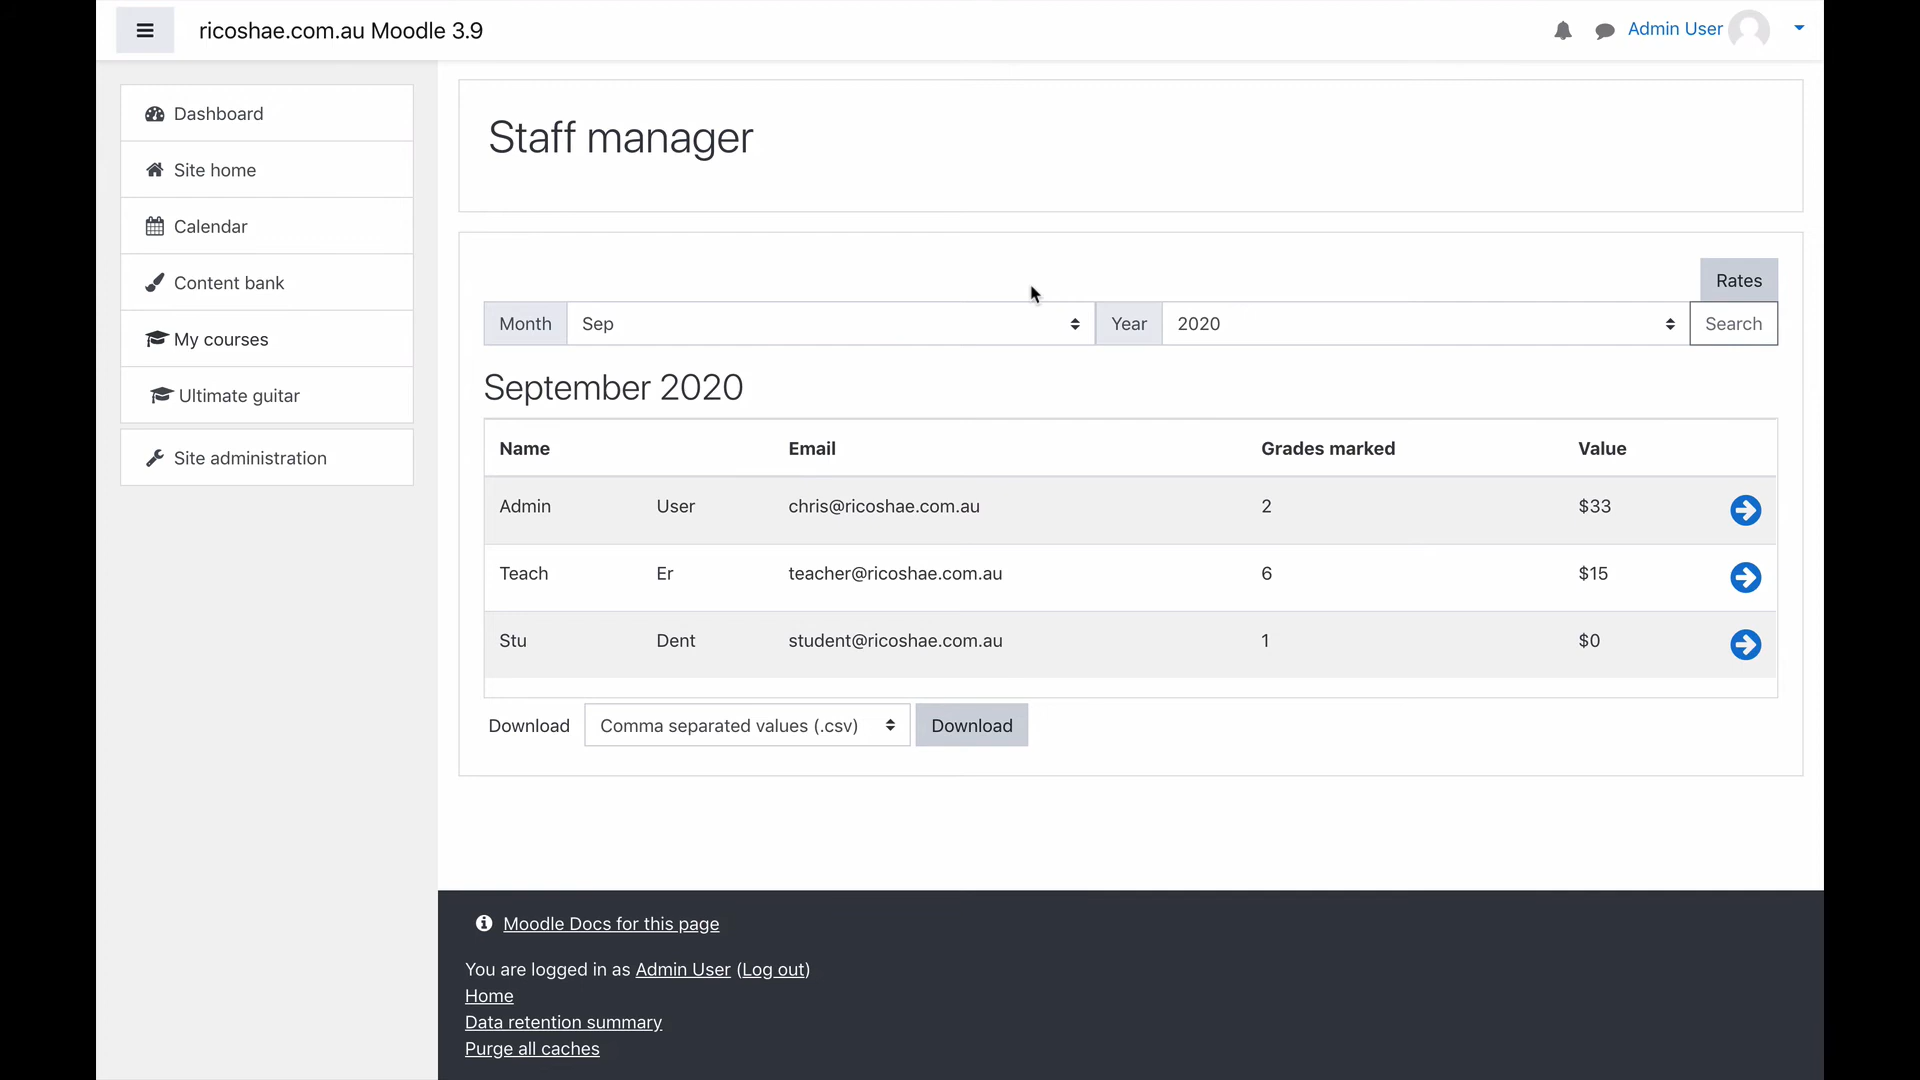 ricoshae.com.au Moodle 3.9
Admin User
Dashboard
Site home
Calendar
Content bank
My courses
Ultimate guitar
Site administration
Staff manager
Rates
Month Sep Year 2020 Search
September 2020
Name Email Grades marked Value
Admin User chris@ricoshae.com.au 2 $33
Teach Er teacher@ricoshae.com.au 6 $15
Stu Dent student@ricoshae.com.au 1 $0
Download Comma separated values (.csv) Download
Moodle Docs for this page
You are logged in as Admin User (Log out)
Home
Data retention summary
Purge all caches